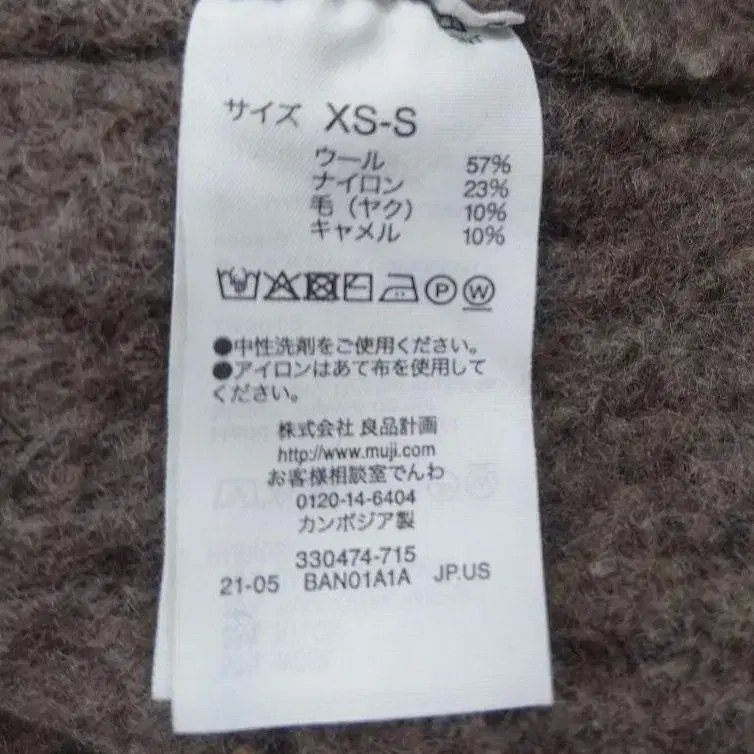 サイズ XS-S
ウール 57%
ナイロン 23%
毛（ヤク） 10%
キャメル 10%
P W
●中性洗剤をご使用ください。
●アイロンはあて布を使用して
ください。
株式会社 良品計画
http://www.muji.com
お客様相談室でんわ
0120-14-6404
カンボジア製
330474-715
21-05 BAN01A1A JP.US